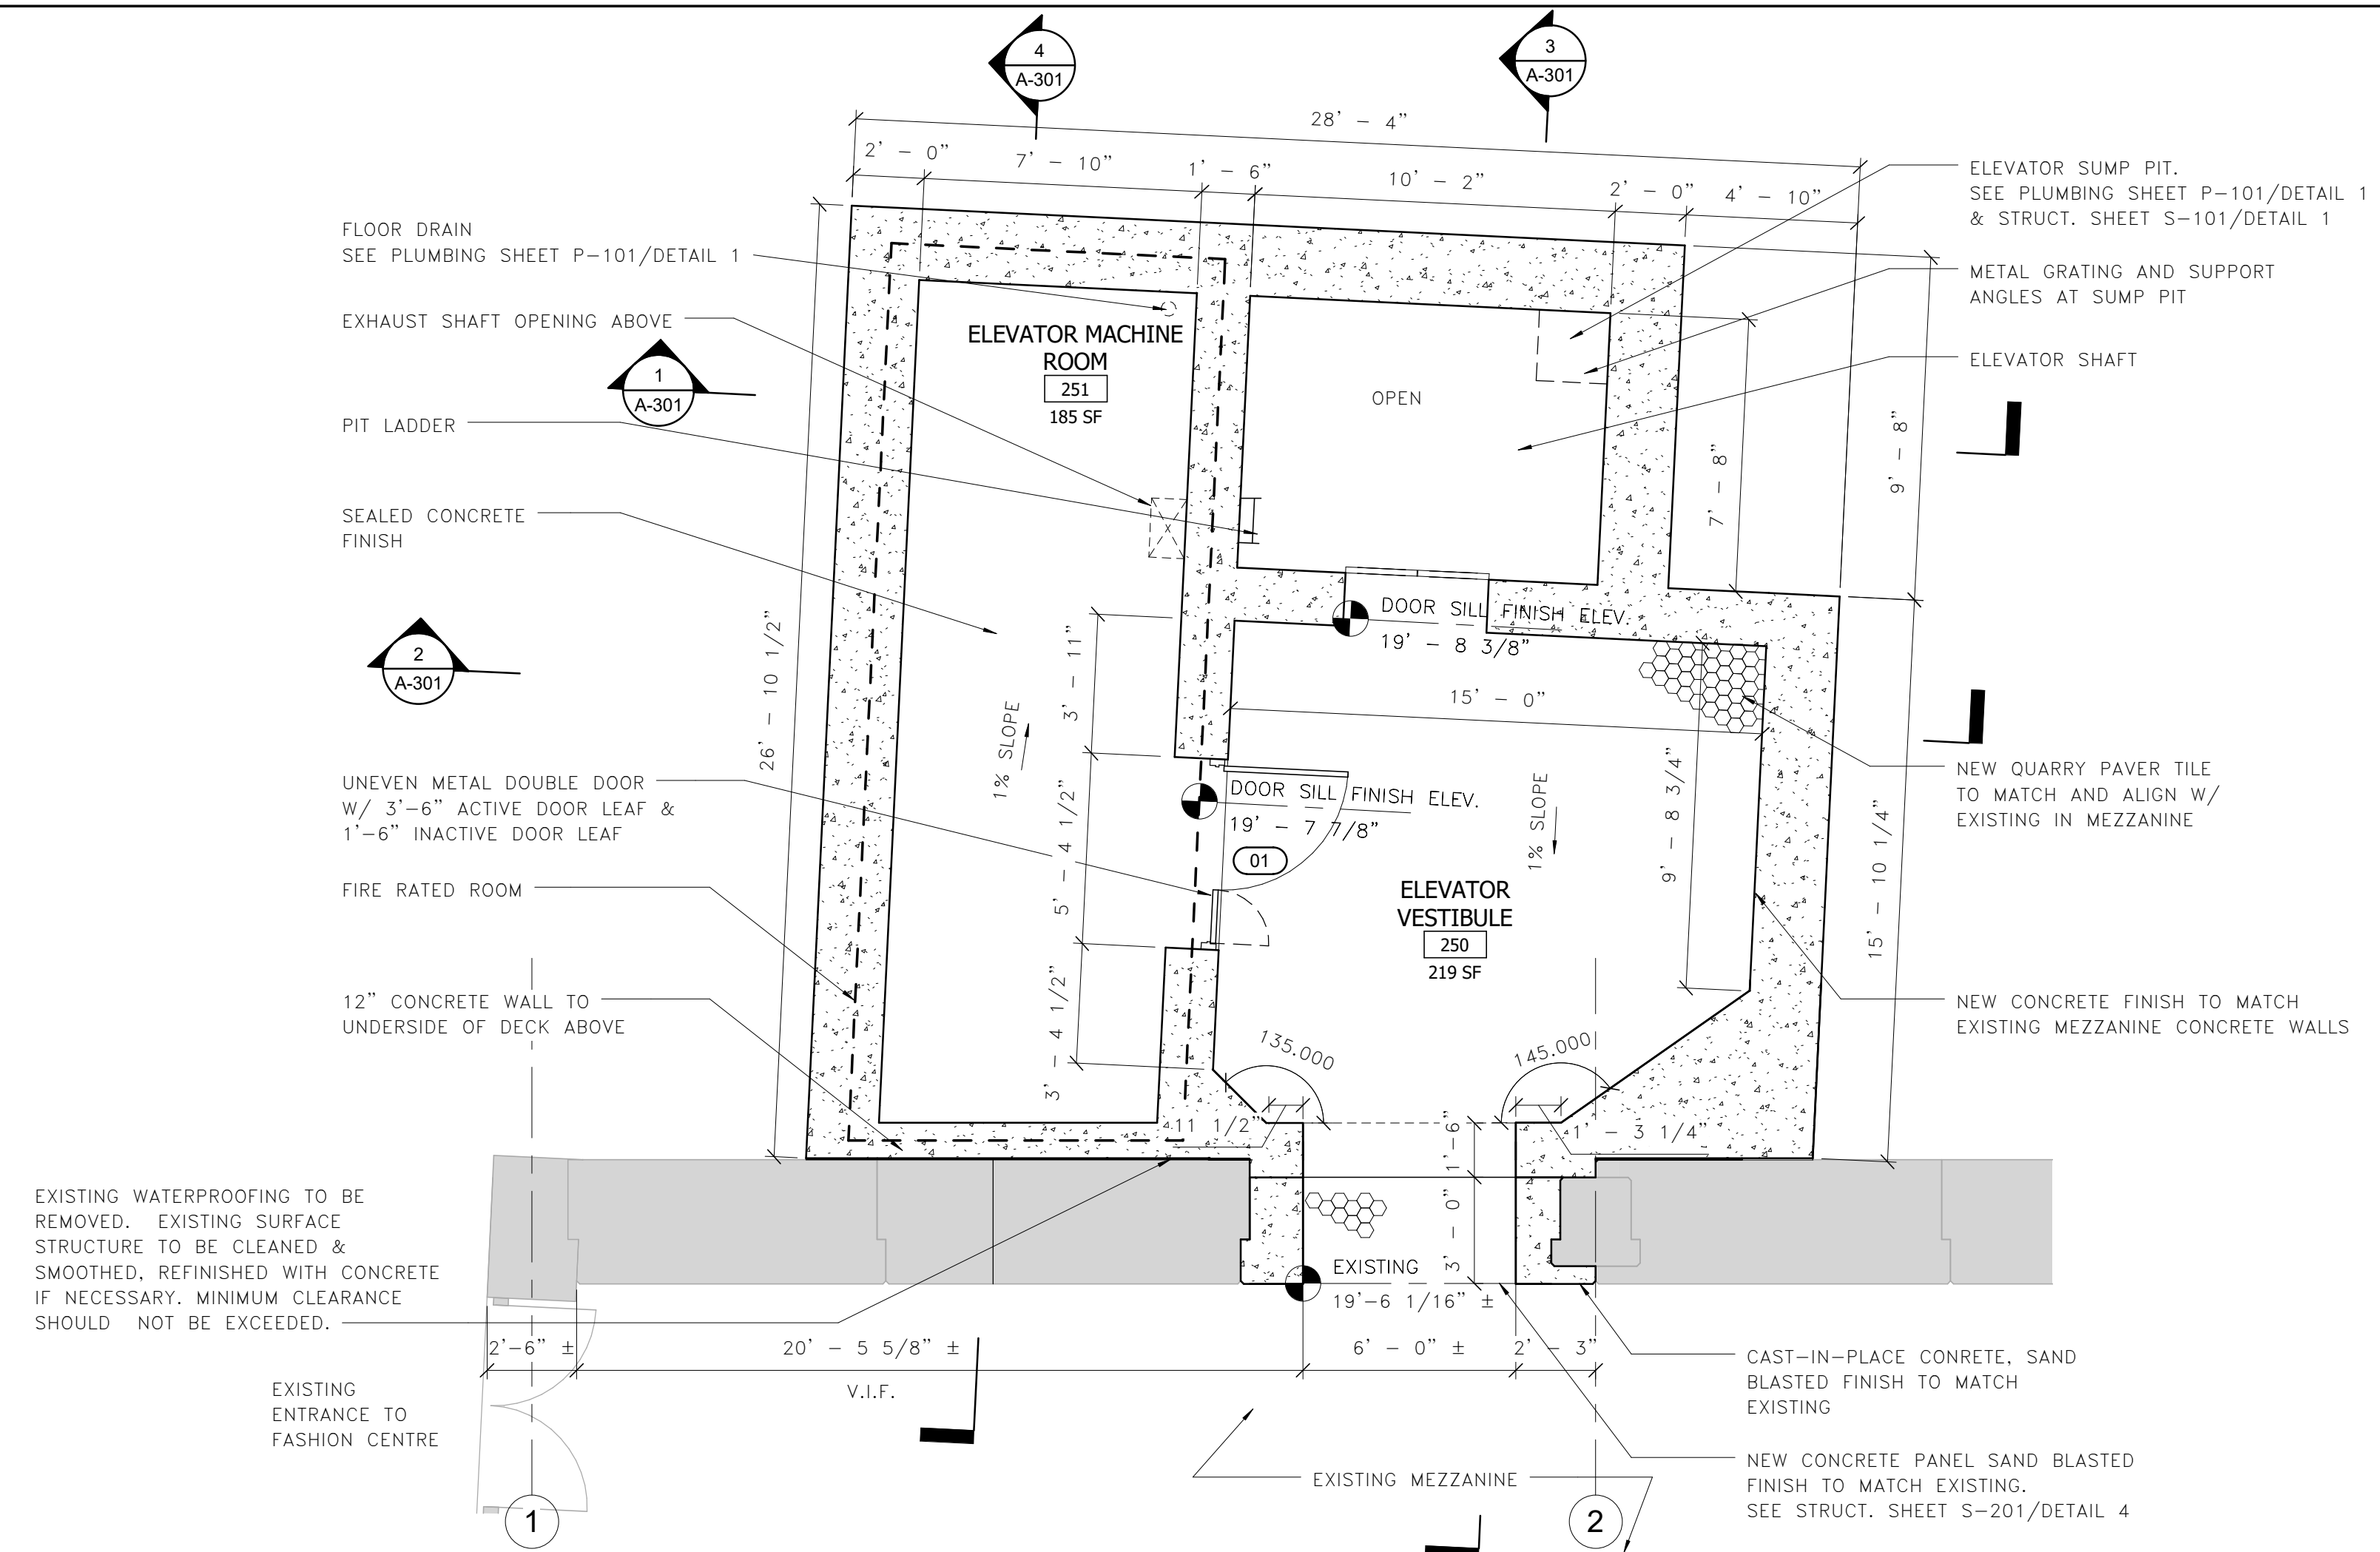 4
A-301
3
A-301
28' - 4"
2' - 0"
7' - 10"
1' - 6"
10' - 2"
2' - 0"
4' - 10"
ELEVATOR SUMP PIT.
SEE PLUMBING SHEET P-101/DETAIL 1
& STRUCT. SHEET S-101/DETAIL 1
FLOOR DRAIN
SEE PLUMBING SHEET P-101/DETAIL 1
METAL GRATING AND SUPPORT
ANGLES AT SUMP PIT
EXHAUST SHAFT OPENING ABOVE
ELEVATOR MACHINE
ROOM
251
185 SF
ELEVATOR SHAFT
1
A-301
OPEN
PIT LADDER
7' - 8"
9' - 8"
SEALED CONCRETE
FINISH
DOOR SILL FINISH ELEV.
19' - 8 3/8"
2
A-301
26' - 10 1/2"
3' - 11"
15' - 0"
1% SLOPE
UNEVEN METAL DOUBLE DOOR
W/ 3'-6" ACTIVE DOOR LEAF &
1'-6" INACTIVE DOOR LEAF
DOOR SILL FINISH ELEV.
19' - 7 7/8"
01
5' - 4 1/2"
1% SLOPE
9' - 8 3/4"
NEW QUARRY PAVER TILE
TO MATCH AND ALIGN W/
EXISTING IN MEZZANINE
15' - 10 1/4"
FIRE RATED ROOM
ELEVATOR
VESTIBULE
250
219 SF
12" CONCRETE WALL TO
UNDERSIDE OF DECK ABOVE
NEW CONCRETE FINISH TO MATCH
EXISTING MEZZANINE CONCRETE WALLS
3' - 4 1/2"
135.000
145.000
11 1/2"
1'-6"
1' - 3 1/4"
EXISTING WATERPROOFING TO BE
REMOVED. EXISTING SURFACE
STRUCTURE TO BE CLEANED &
SMOOTHED, REFINISHED WITH CONCRETE
IF NECESSARY. MINIMUM CLEARANCE
SHOULD NOT BE EXCEEDED.
3' - 0"
EXISTING
19'-6 1/16" ±
2'-6" ±
20' - 5 5/8" ±
V.I.F.
6' - 0" ±
2' - 3"
CAST-IN-PLACE CONRETE, SAND
BLASTED FINISH TO MATCH
EXISTING
EXISTING
ENTRANCE TO
FASHION CENTRE
EXISTING MEZZANINE
NEW CONCRETE PANEL SAND BLASTED
FINISH TO MATCH EXISTING.
SEE STRUCT. SHEET S-201/DETAIL 4
1
2